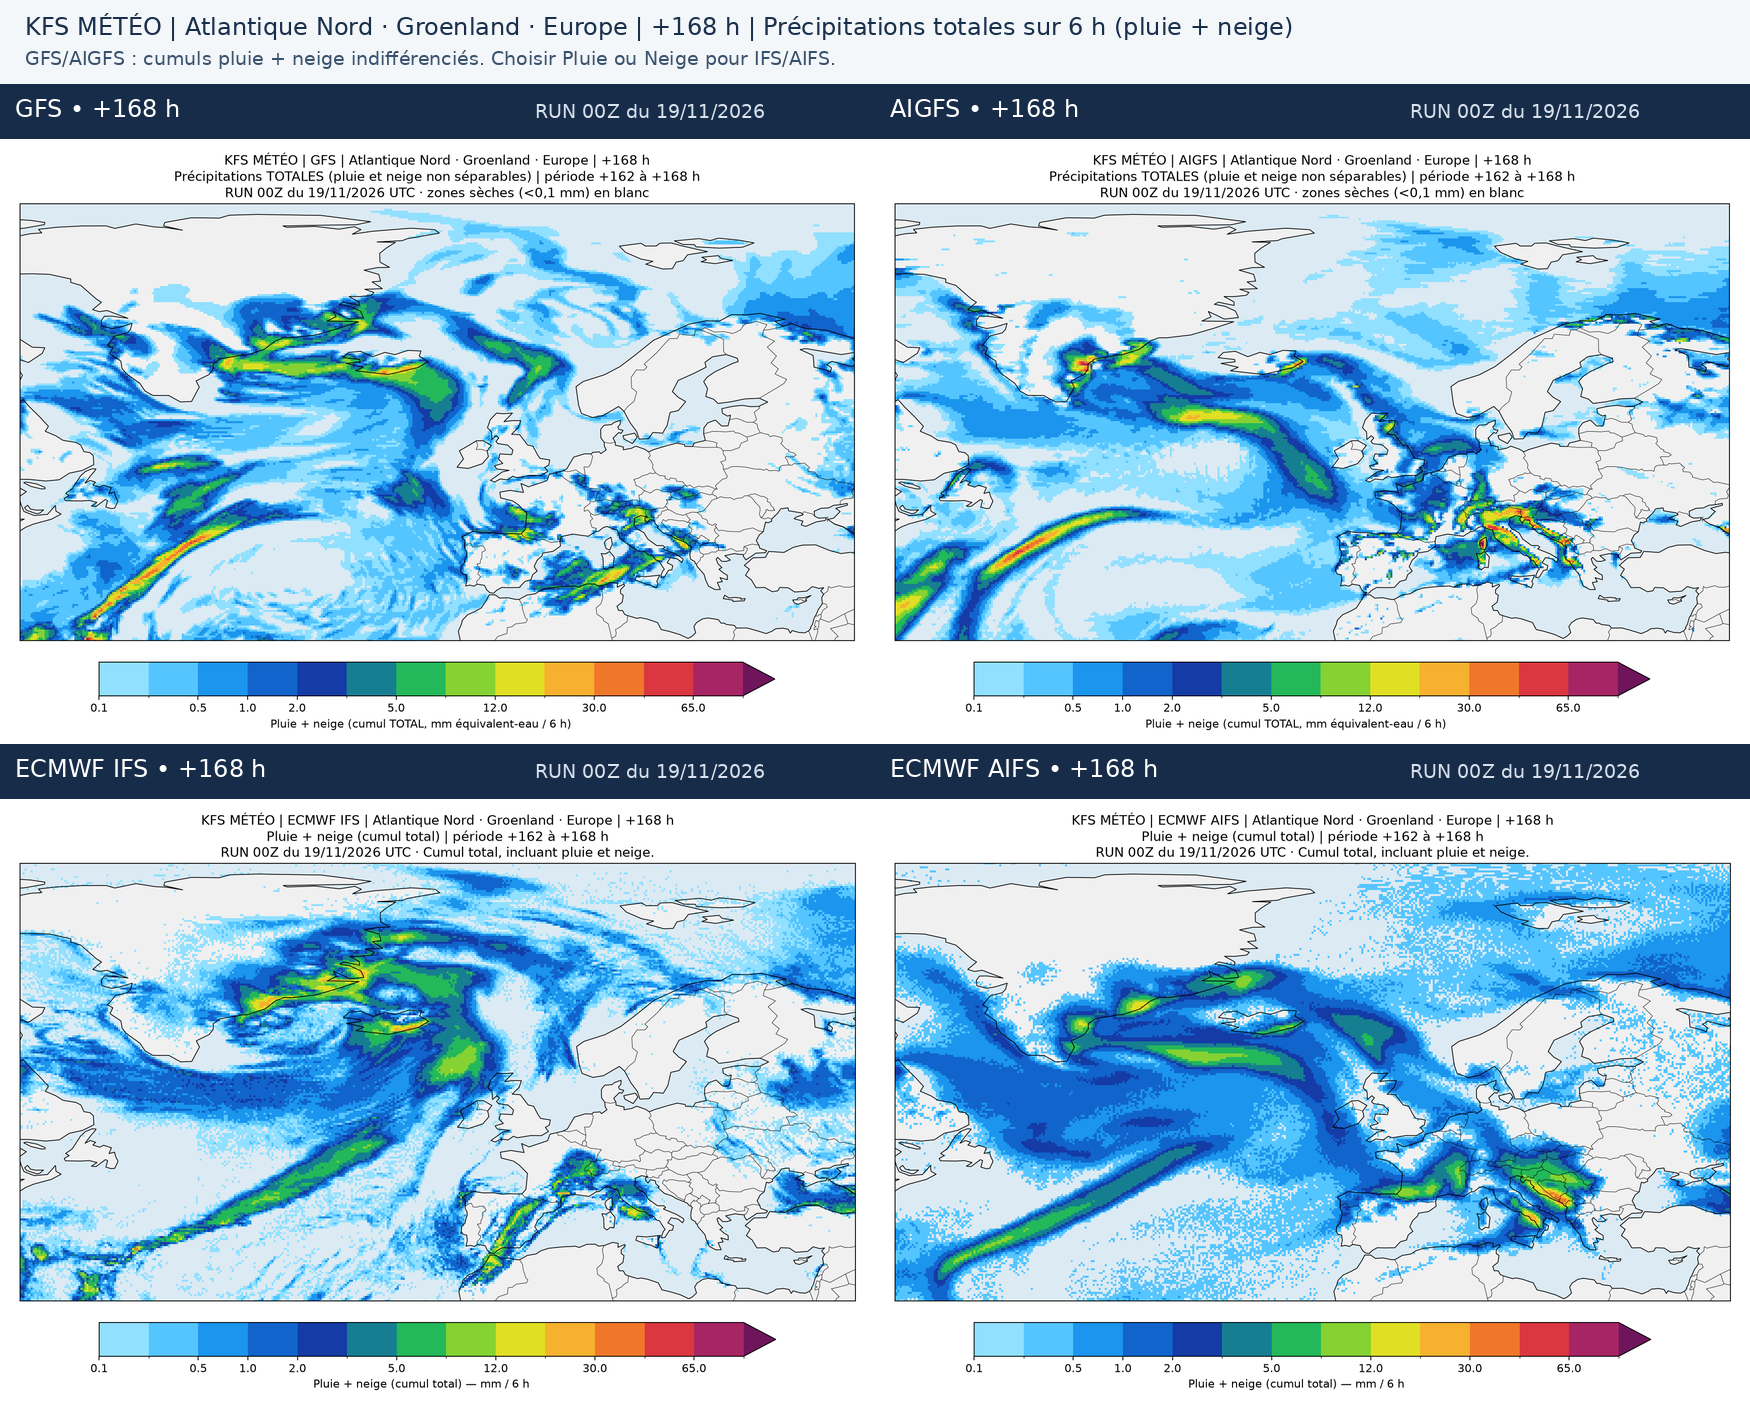 KFS MÉTÉO | Atlantique Nord · Groenland · Europe | +168 h | Précipitations totales sur 6 h (pluie + neige)
GFS/AIGFS : cumuls pluie + neige indifférenciés. Choisir Pluie ou Neige pour IFS/AIFS.
GFS • +168 h
RUN 00Z du 19/11/2026
AIGFS • +168 h
RUN 00Z du 19/11/2026
KFS MÉTÉO | GFS | Atlantique Nord · Groenland · Europe | +168 h
Précipitations TOTALES (pluie et neige non séparables) | période +162 à +168 h
RUN 00Z du 19/11/2026 UTC · zones sèches (<0,1 mm) en blanc
KFS MÉTÉO | AIGFS | Atlantique Nord · Groenland · Europe | +168 h
Précipitations TOTALES (pluie et neige non séparables) | période +162 à +168 h
RUN 00Z du 19/11/2026 UTC · zones sèches (<0,1 mm) en blanc
0.1 0.5 1.0 2.0 5.0 12.0 30.0 65.0
Pluie + neige (cumul TOTAL, mm équivalent-eau / 6 h)
0.1 0.5 1.0 2.0 5.0 12.0 30.0 65.0
Pluie + neige (cumul TOTAL, mm équivalent-eau / 6 h)
ECMWF IFS • +168 h
RUN 00Z du 19/11/2026
ECMWF AIFS • +168 h
RUN 00Z du 19/11/2026
KFS MÉTÉO | ECMWF IFS | Atlantique Nord · Groenland · Europe | +168 h
Pluie + neige (cumul total) | période +162 à +168 h
RUN 00Z du 19/11/2026 UTC · Cumul total, incluant pluie et neige.
KFS MÉTÉO | ECMWF AIFS | Atlantique Nord · Groenland · Europe | +168 h
Pluie + neige (cumul total) | période +162 à +168 h
RUN 00Z du 19/11/2026 UTC · Cumul total, incluant pluie et neige.
0.1 0.5 1.0 2.0 5.0 12.0 30.0 65.0
Pluie + neige (cumul total) — mm / 6 h
0.1 0.5 1.0 2.0 5.0 12.0 30.0 65.0
Pluie + neige (cumul total) — mm / 6 h